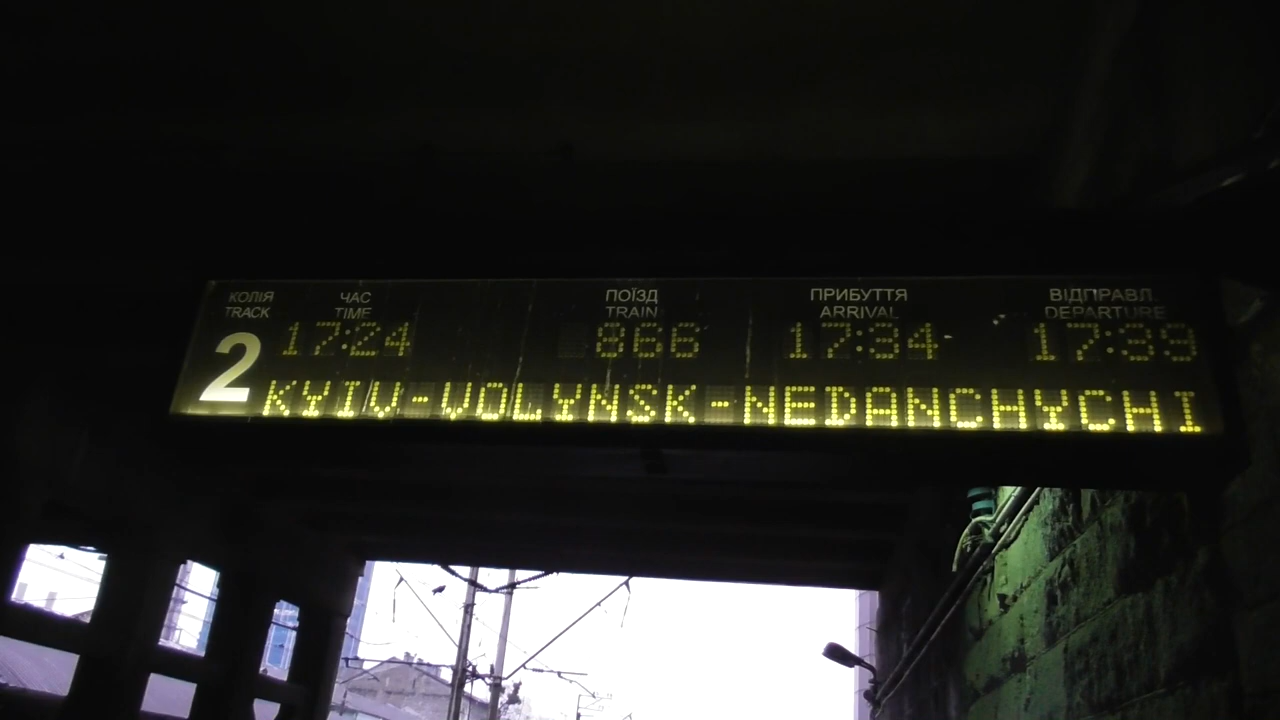 КОЛІЯ ЧАС ПОЇЗД ПРИБУТТЯ ВІДПРАВЛ.
TRACK TIME TRAIN ARRIVAL DEPARTURE
2 17:24 866 17:34 17:39
KYIV-VOLYNSK-NEDANCHYCHI